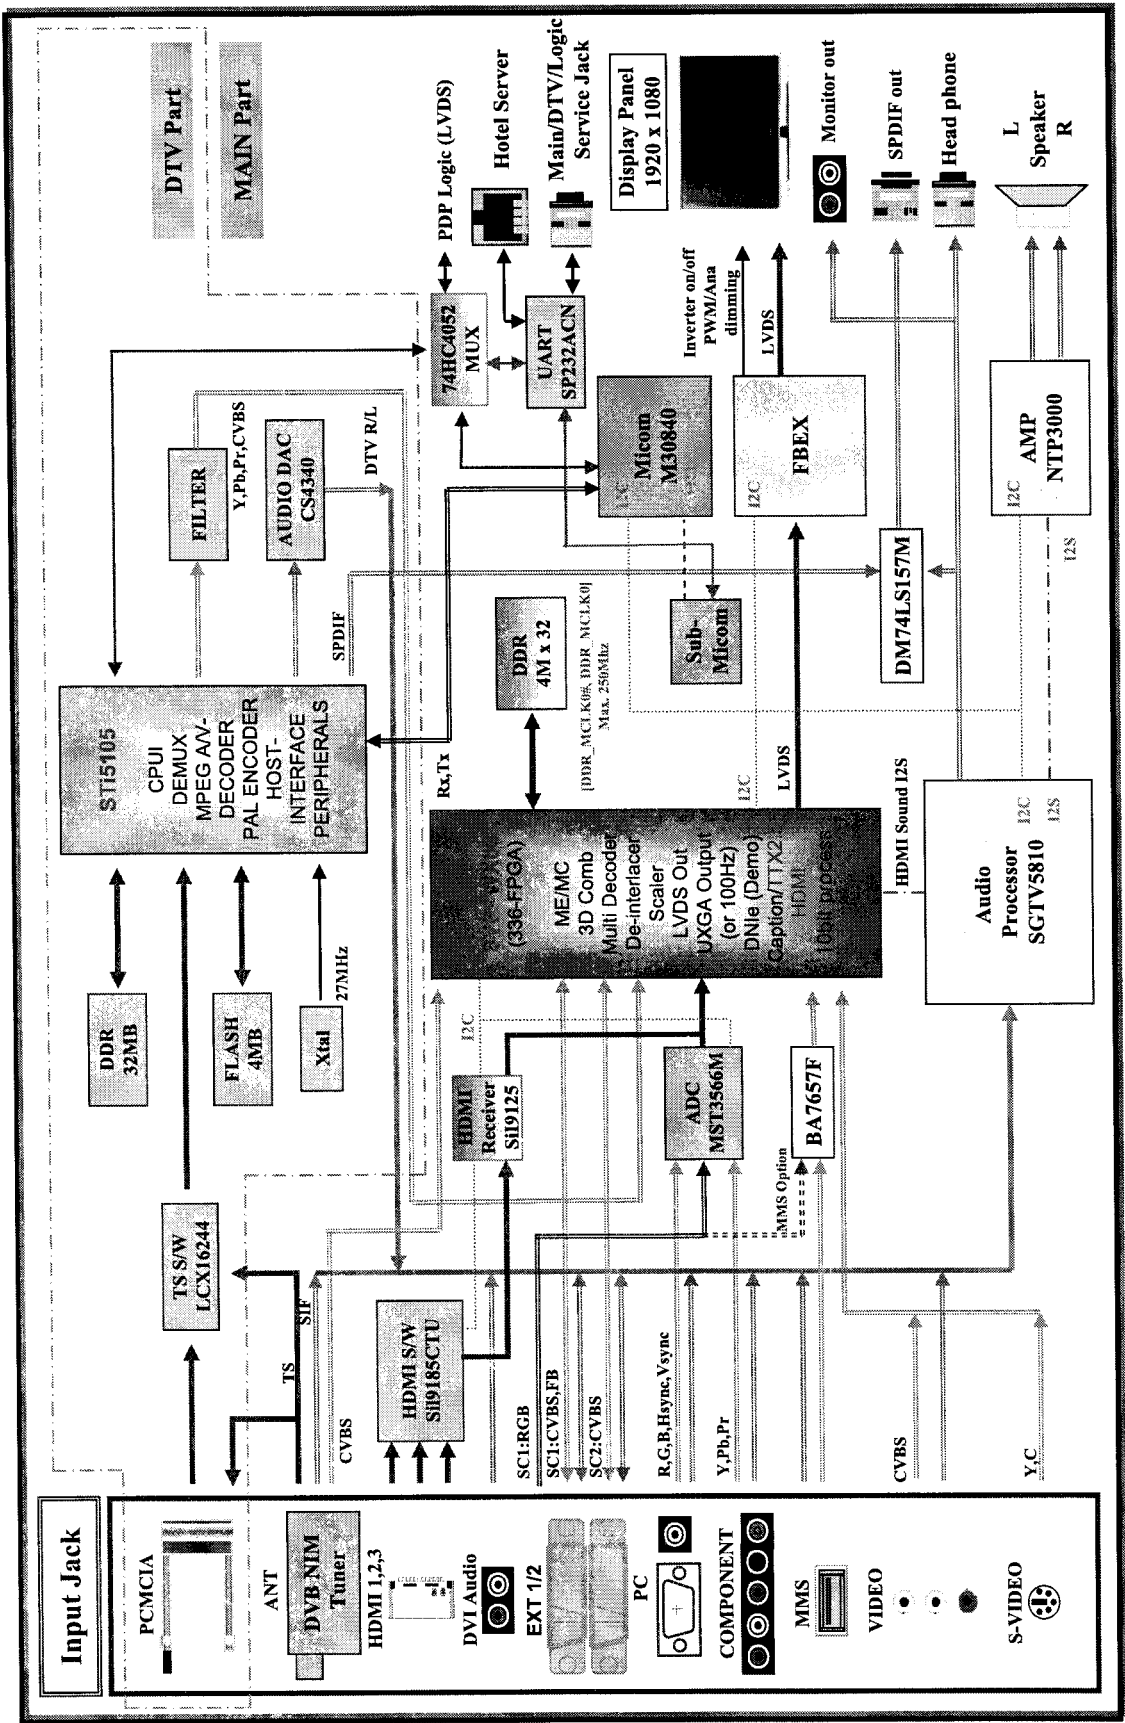 Input Jack
PCMCIA
ANT
DVB NIM
Tuner
HDMI 1,2,3
DVI Audio
EXT 1/2
PC
COMPONENT
MMS
VIDEO
S-VIDEO
TS
SIF
CVBS
SC1:RGB
SC1:CVBS,FB
SC2:CVBS
R,G,B,Hsync,Vsync
Y,Pb,Pr
CVBS
Y,C
TS S/W
LCX16244
HDMI S/W
SiI9185CTU
MMS Option
DDR
32MB
FLASH
4MB
Xtal
27MHz
HDMI
Receiver
SiI9125
I2C
ADC
MST3566M
BA7657F
STi5105
CPUI
DEMUX
MPEG A/V-
DECODER
PAL ENCODER
HOST-
INTERFACE
PERIPHERALS
(336-FPGA)
ME/MC
3D Comb
Multi Decoder
De-interlacer
Scaler
LVDS Out
UXGA Output
(or 100Hz)
DNIe (Demo)
Caption/TTX2
HDMI
10bit process
HDMI Sound I2S
Audio
Processor
SGTV5810
I2C
I2S
Rx,Tx
I2C
LVDS
SPDIF
DDR
4M x 32
[DDR_MCLK0#, DDR_MCLK0]
Max. 250Mhz
Sub-
Micom
DM74LS157M
FILTER
Y,Pb,Pr,CVBS
AUDIO DAC
CS4340
DTV R/L
74HC4052
MUX
UART
SP232ACN
Micom
M30840
I2C
FBEX
I2C
AMP
NTP3000
I2C
I2S
Inverter on/off
PWM/Ana
dimming
LVDS
DTV Part
MAIN Part
PDP Logic (LVDS)
Hotel Server
Main/DTV/Logic
Service Jack
Display Panel
1920 x 1080
Monitor out
SPDIF out
Head phone
L
Speaker
R